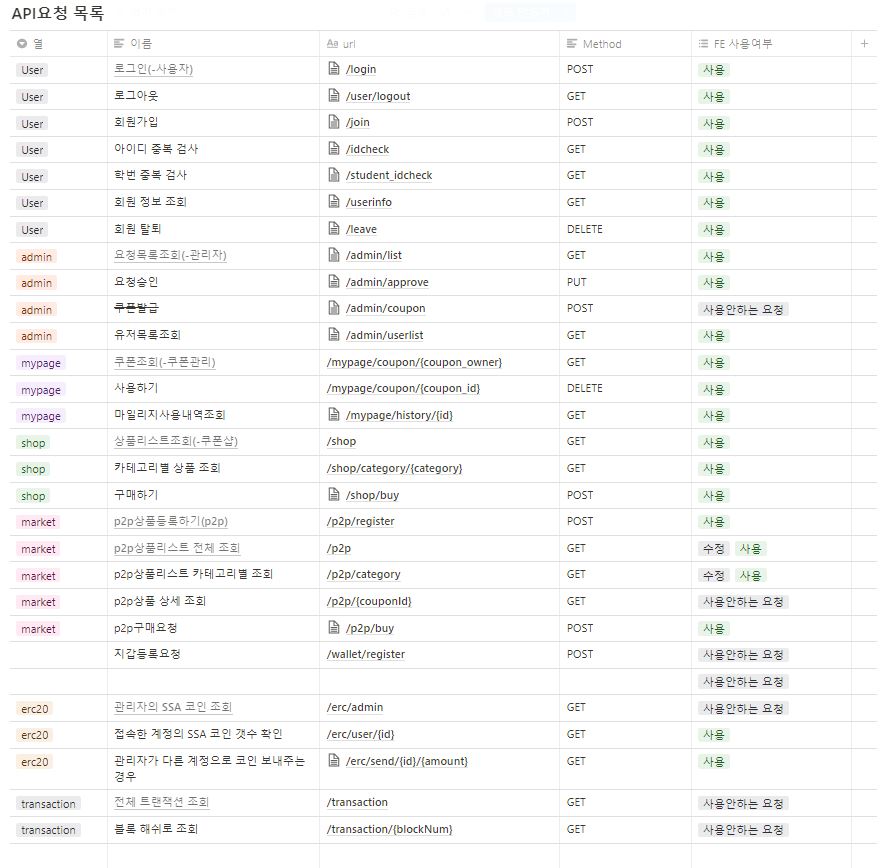 API요청 목록
열 이름 Aa url Method FE 사용여부 +
User 로그인(-사용자) /login POST 사용
User 로그아웃 /user/logout GET 사용
User 회원가입 /join POST 사용
User 아이디 중복 검사 /idcheck GET 사용
User 학번 중복 검사 /student_idcheck GET 사용
User 회원 정보 조회 /userinfo GET 사용
User 회원 탈퇴 /leave DELETE 사용
admin 요청목록조회(-관리자) /admin/list GET 사용
admin 요청승인 /admin/approve PUT 사용
admin 쿠폰발급 /admin/coupon POST 사용안하는 요청
admin 유저목록조회 /admin/userlist GET 사용
mypage 쿠폰조회(-쿠폰관리) /mypage/coupon/{coupon_owner} GET 사용
mypage 사용하기 /mypage/coupon/{coupon_id} DELETE 사용
mypage 마일리지사용내역조회 /mypage/history/{id} GET 사용
shop 상품리스트조회(-쿠폰샵) /shop GET 사용
shop 카테고리별 상품 조회 /shop/category/{category} GET 사용
shop 구매하기 /shop/buy POST 사용
market p2p상품등록하기(p2p) /p2p/register POST 사용
market p2p상품리스트 전체 조회 /p2p GET 수정 사용
market p2p상품리스트 카테고리별 조회 /p2p/category GET 수정 사용
market p2p상품 상세 조회 /p2p/{couponId} GET 사용안하는 요청
market p2p구매요청 /p2p/buy POST 사용
지갑등록요청 /wallet/register POST 사용안하는 요청
사용안하는 요청
erc20 관리자의 SSA 코인 조회 /erc/admin GET 사용안하는 요청
erc20 접속한 계정의 SSA 코인 갯수 확인 /erc/user/{id} GET 사용
erc20 관리자가 다른 계정으로 코인 보내주는 /erc/send/{id}/{amount} GET 사용
경우
transaction 전체 트랜잭션 조회 /transaction GET 사용안하는 요청
transaction 블록 해쉬로 조회 /transaction/{blockNum} GET 사용안하는 요청